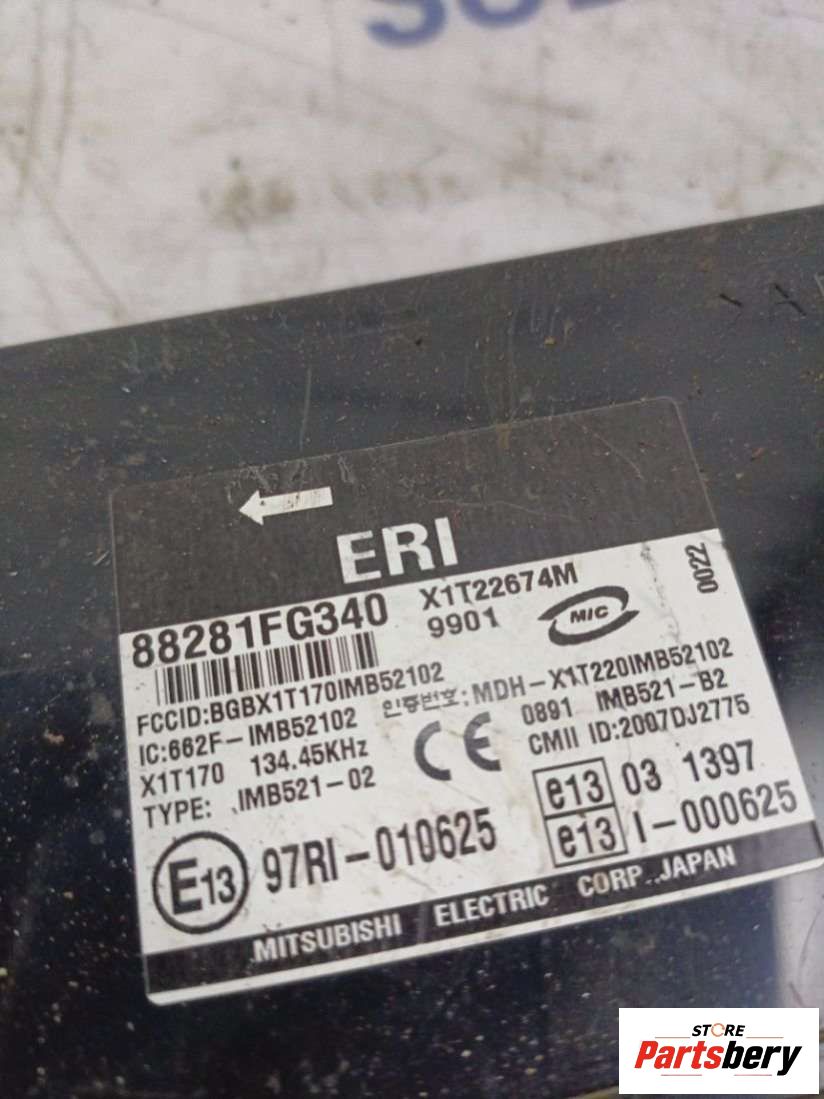 ERI
88281FG340 X1T22674M
9901 MIC 0022
FCCID:BGBX1T170IMB52102
인증번호:MDH-X1T220IMB52102
IC:662F-IMB52102 0891 IMB521-B2
X1T170 134.45KHz CE CMII ID:2007DJ2775
TYPE: IMB521-02
E13 97RI-010625
e13 03 1397
e13 I-000625
MITSUBISHI ELECTRIC CORP. JAPAN
STORE
Partsbery